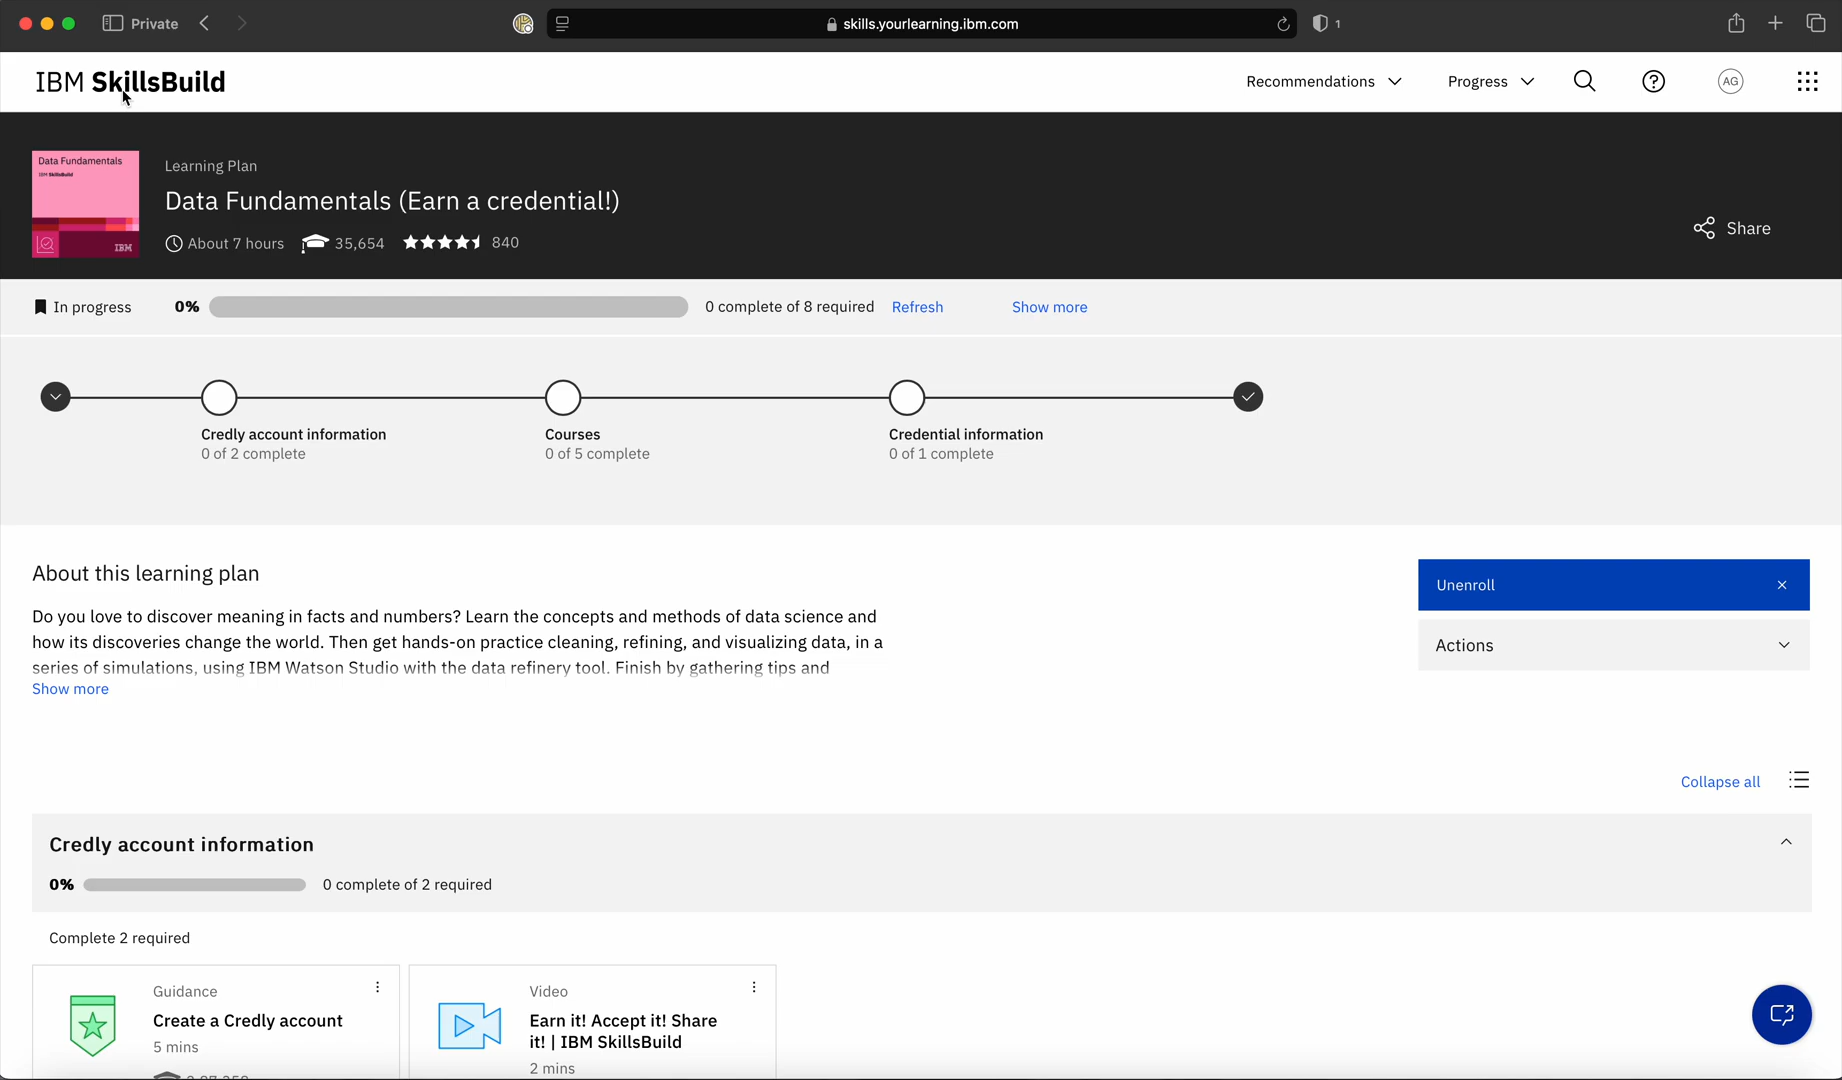 Private
skills.yourlearning.ibm.com
1
IBM SkillsBuild
Recommendations
Progress
AG
Data Fundamentals
IBM SkillsBuild
IBM
Learning Plan
Data Fundamentals (Earn a credential!)
About 7 hours 35,654 840
Share
In progress 0% 0 complete of 8 required Refresh Show more
Credly account information
0 of 2 complete
Courses
0 of 5 complete
Credential information
0 of 1 complete
About this learning plan
Do you love to discover meaning in facts and numbers? Learn the concepts and methods of data science and
how its discoveries change the world. Then get hands-on practice cleaning, refining, and visualizing data, in a
series of simulations, using IBM Watson Studio with the data refinery tool. Finish by gathering tips and
Show more
Unenroll
Actions
Collapse all
Credly account information
0% 0 complete of 2 required
Complete 2 required
Guidance
Create a Credly account
5 mins
Video
Earn it! Accept it! Share
it! | IBM SkillsBuild
2 mins